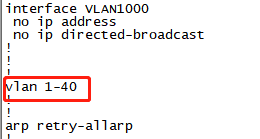 interface VLAN1000
no ip address
no ip directed-broadcast
!
!
!
vlan 1-40
!
!
arp retry-allarp
!